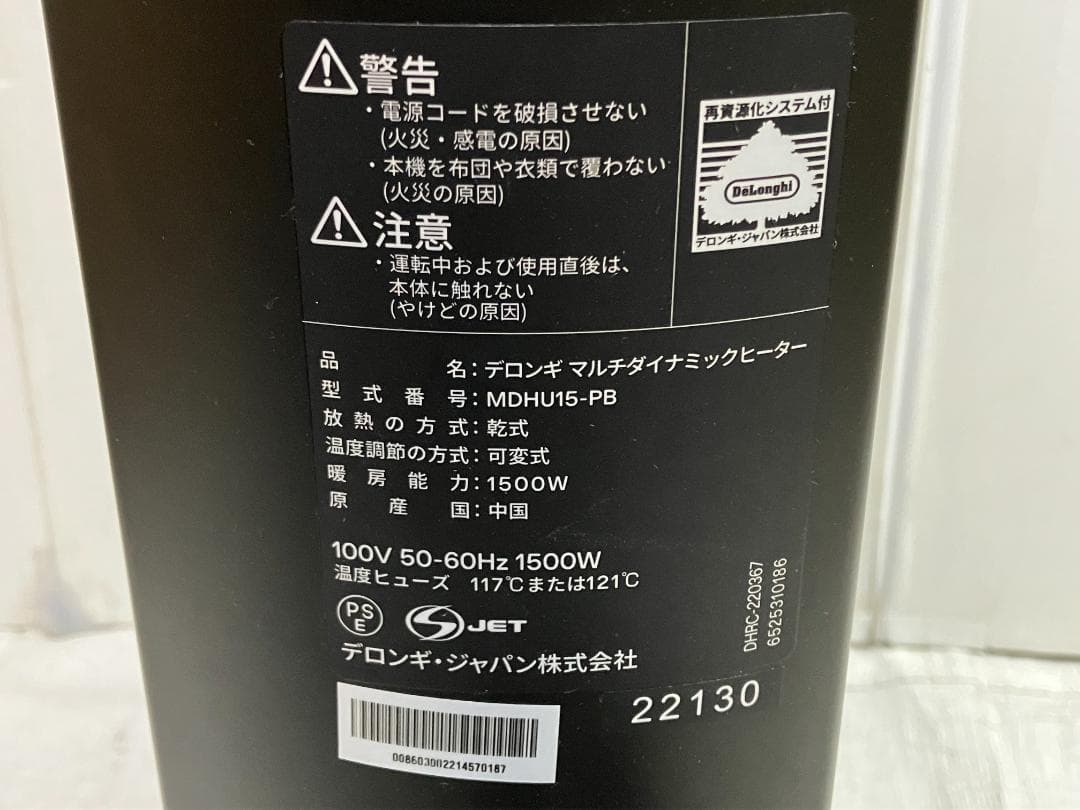 警告
・電源コードを破損させない
(火災・感電の原因)
・本機を布団や衣類で覆わない
(火災の原因)
注意
・運転中および使用直後は、
本体に触れない
(やけどの原因)
再資源化システム付
DēLonghi
デロンギ・ジャパン株式会社
品名：デロンギ マルチダイナミックヒーター
型式番号：MDHU15-PB
放熱の方式：乾式
温度調節の方式：可変式
暖房能力：1500W
原産国：中国
100V 50-60Hz 1500W
温度ヒューズ 117℃または121℃
PS
E
S JET
デロンギ・ジャパン株式会社
DHRC-220367
6525310186
22130
008603002214570187